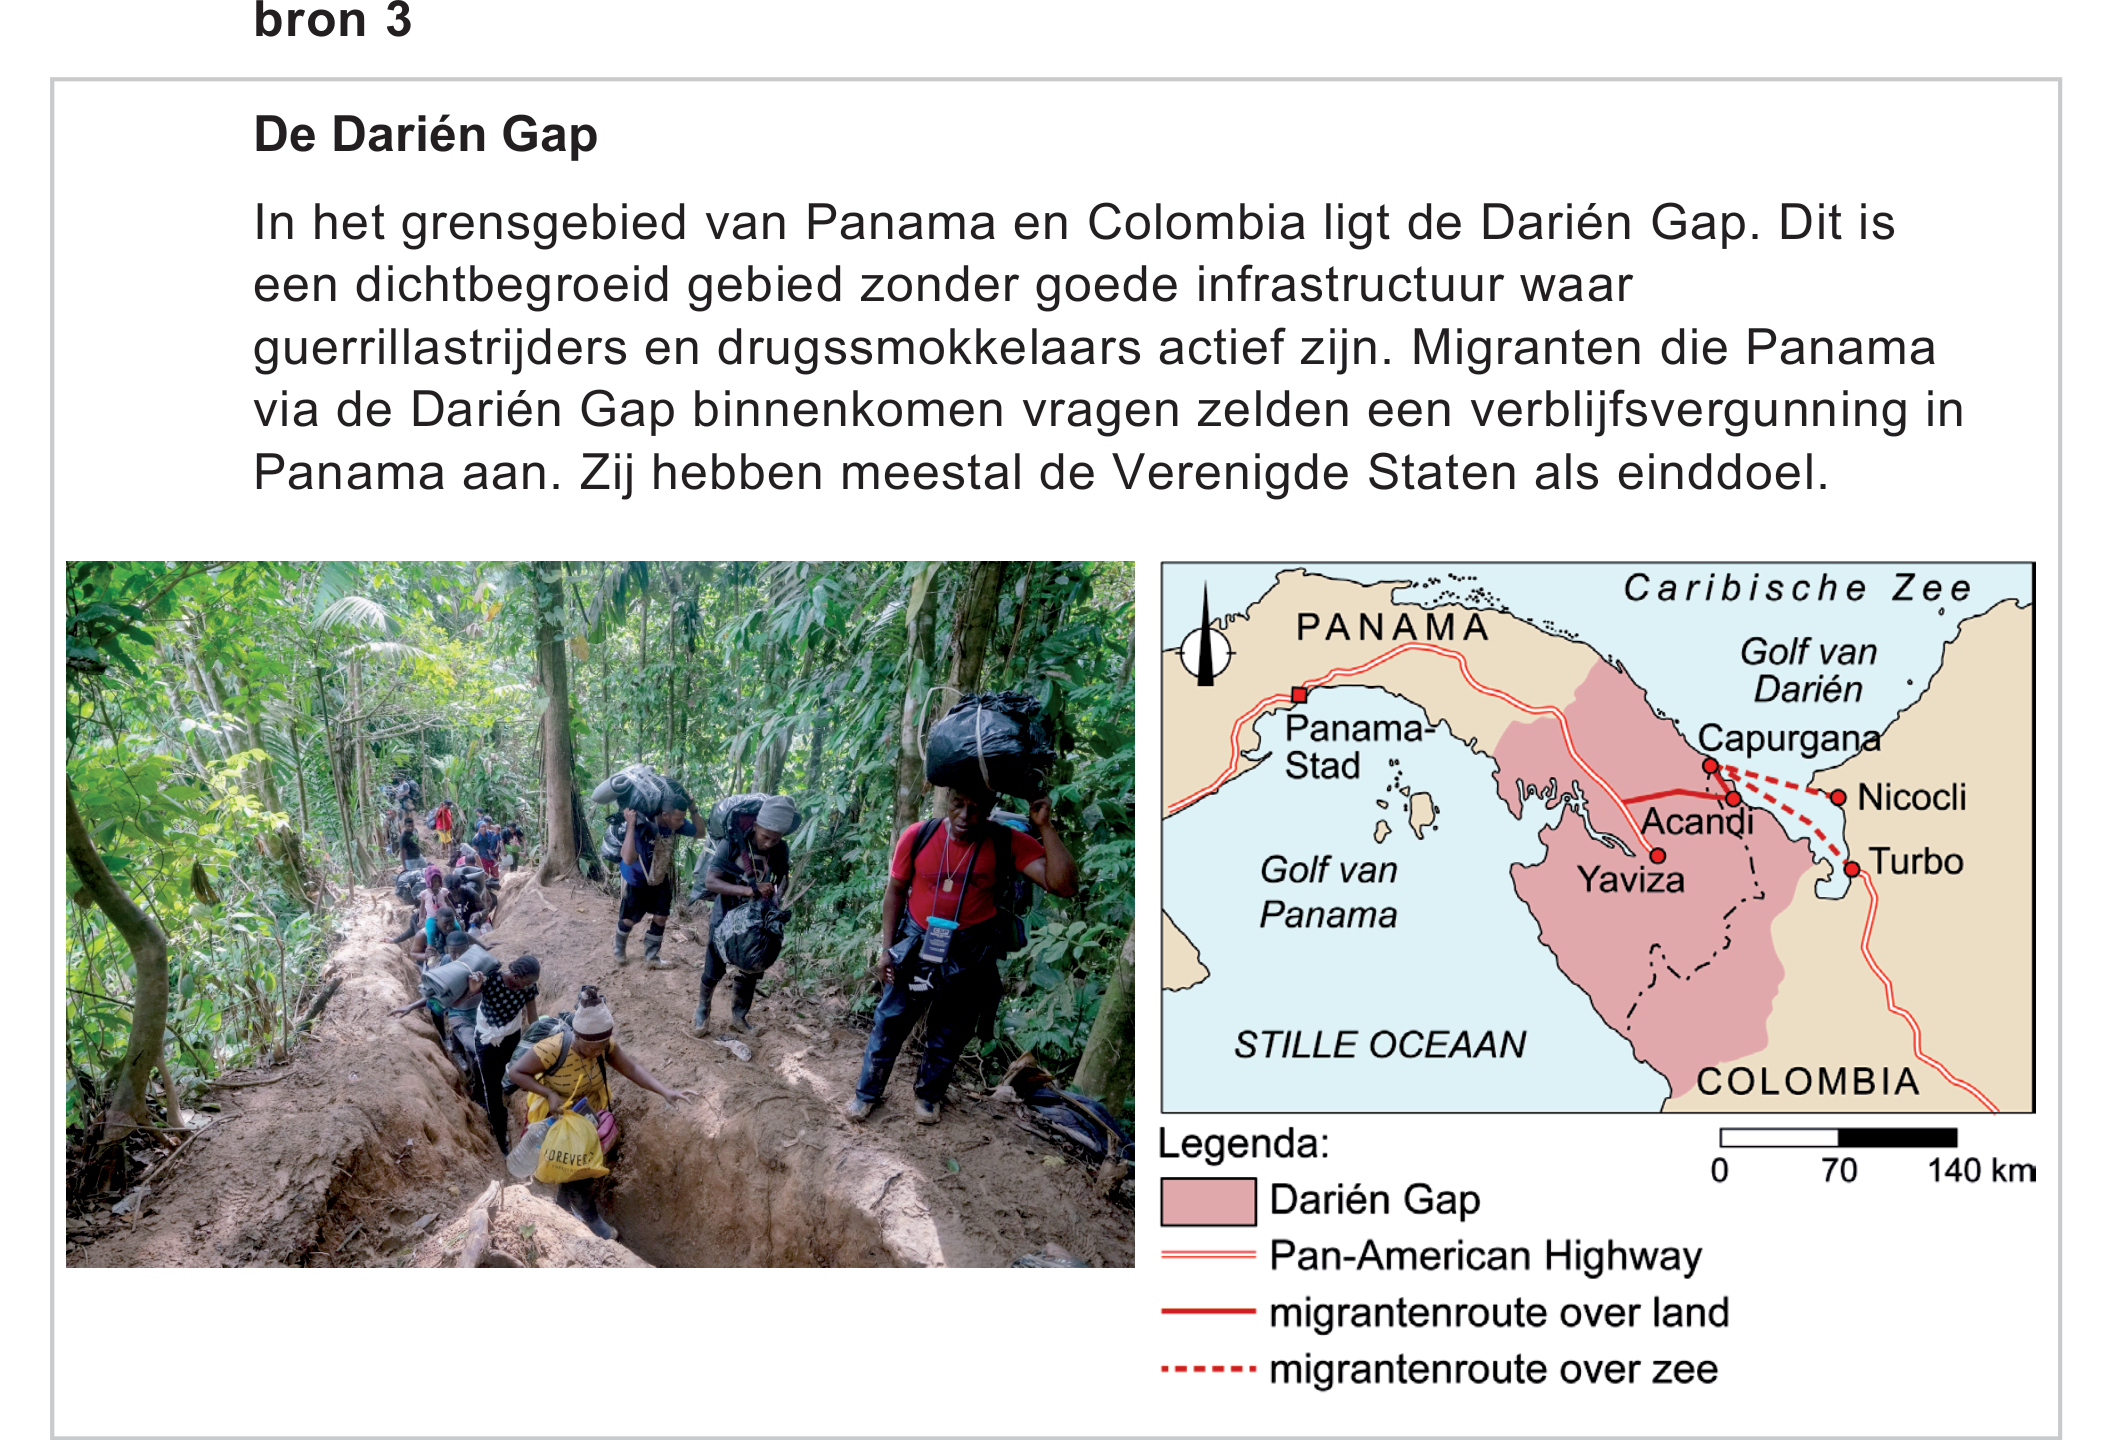 bron 3
De Darién Gap
In het grensgebied van Panama en Colombia ligt de Darién Gap. Dit is
een dichtbegroeid gebied zonder goede infrastructuur waar
guerrillastrijders en drugssmokkelaars actief zijn. Migranten die Panama
via de Darién Gap binnenkomen vragen zelden een verblijfsvergunning in
Panama aan. Zij hebben meestal de Verenigde Staten als einddoel.
Caribische Zee
PANAMA
Golf van
Darién
Panama-
Stad
Capurgana
Nicocli
Acandi
Turbo
Yaviza
Golf van
Panama
STILLE OCEAAN
COLOMBIA
Legenda:
0 70 140 km
Darién Gap
Pan-American Highway
migrantenroute over land
migrantenroute over zee